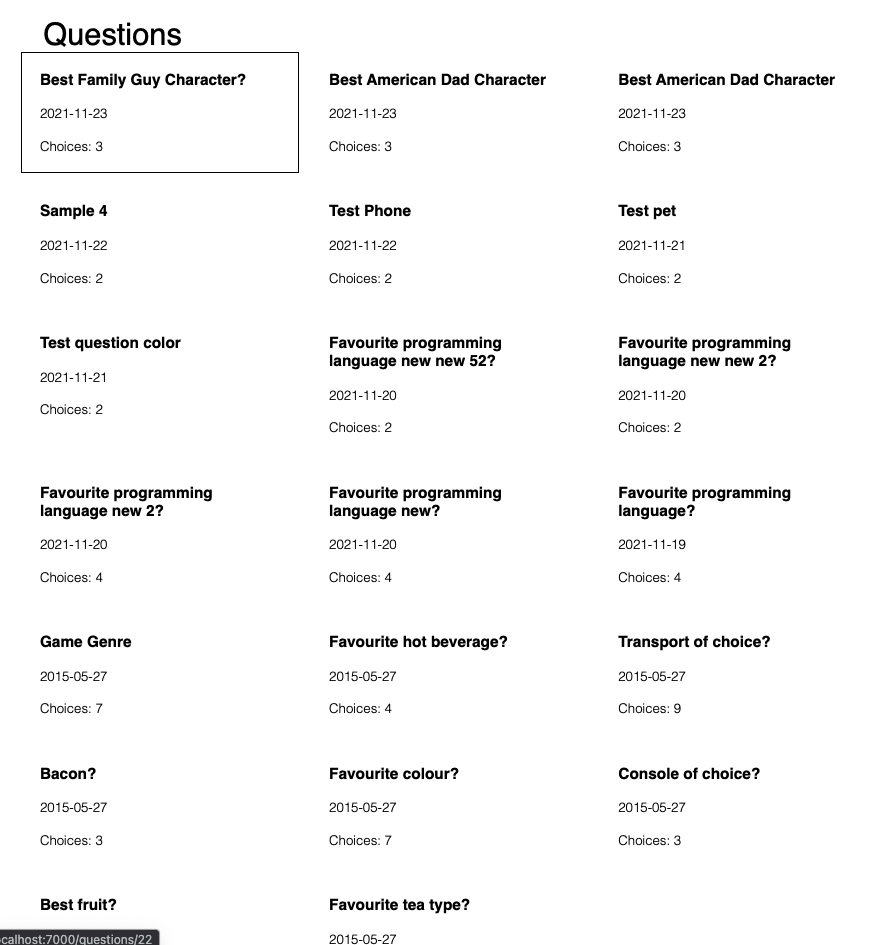 Questions
Best Family Guy Character?
2021-11-23
Choices: 3
Best American Dad Character
2021-11-23
Choices: 3
Best American Dad Character
2021-11-23
Choices: 3
Sample 4
2021-11-22
Choices: 2
Test Phone
2021-11-22
Choices: 2
Test pet
2021-11-21
Choices: 2
Test question color
2021-11-21
Choices: 2
Favourite programming
language new new 52?
2021-11-20
Choices: 2
Favourite programming
language new new 2?
2021-11-20
Choices: 2
Favourite programming
language new 2?
2021-11-20
Choices: 4
Favourite programming
language new?
2021-11-20
Choices: 4
Favourite programming
language?
2021-11-19
Choices: 4
Game Genre
2015-05-27
Choices: 7
Favourite hot beverage?
2015-05-27
Choices: 4
Transport of choice?
2015-05-27
Choices: 9
Bacon?
2015-05-27
Choices: 3
Favourite colour?
2015-05-27
Choices: 7
Console of choice?
2015-05-27
Choices: 3
Best fruit?
Favourite tea type?
2015-05-27
ocalhost:7000/questions/22